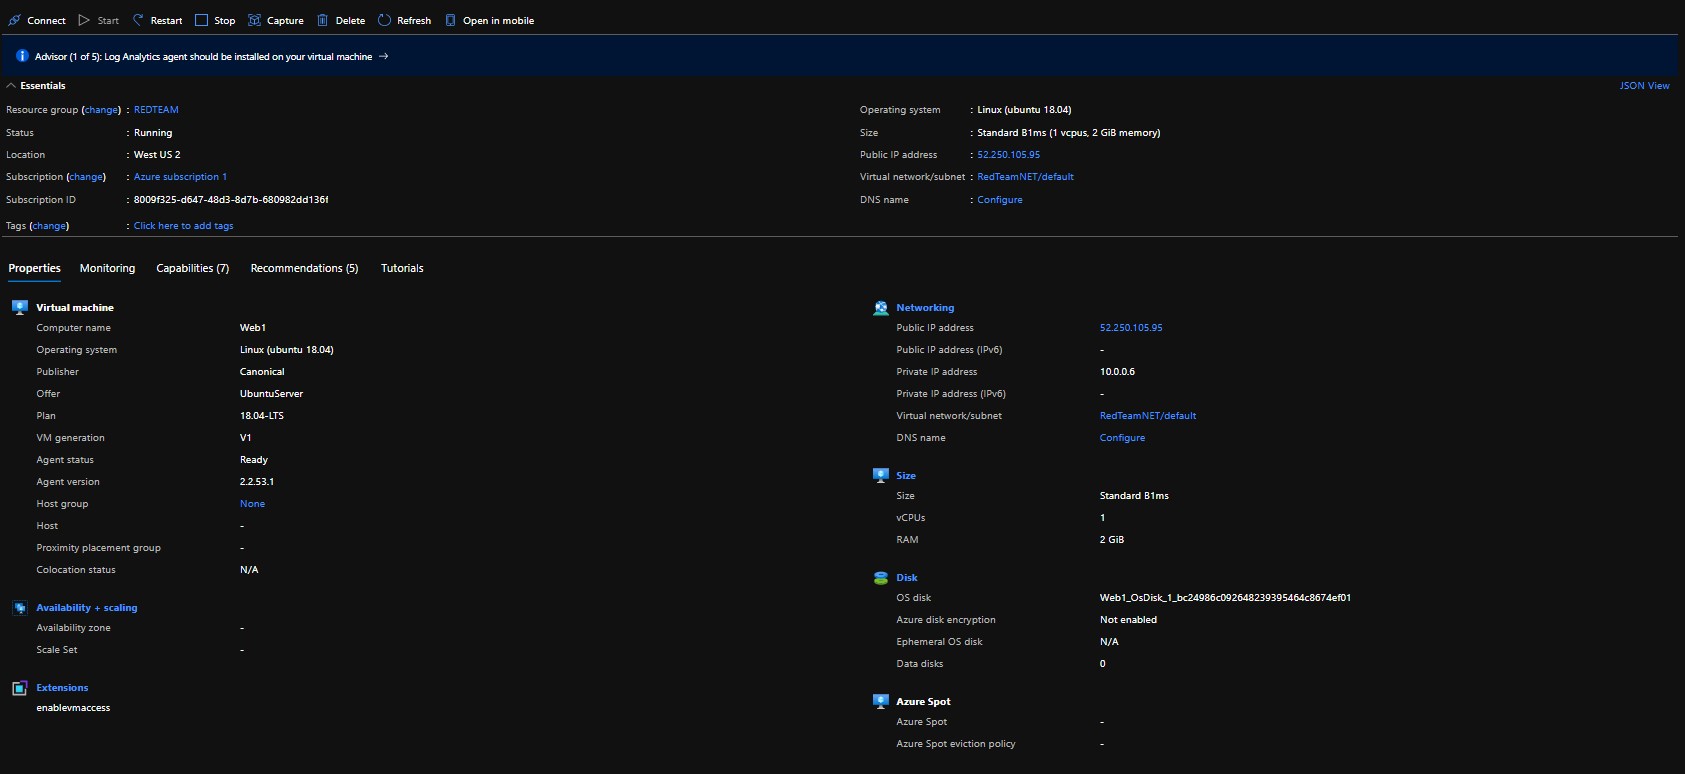 Connect Start Restart Stop Capture Delete Refresh Open in mobile
Advisor (1 of 5): Log Analytics agent should be installed on your virtual machine →
Essentials JSON View
Resource group (change) : REDTEAM
Status : Running
Location : West US 2
Subscription (change) : Azure subscription 1
Subscription ID : 8009f325-d647-48d3-8d7b-680982dd136f
Tags (change) : Click here to add tags
Operating system : Linux (ubuntu 18.04)
Size : Standard B1ms (1 vcpus, 2 GiB memory)
Public IP address : 52.250.105.95
Virtual network/subnet : RedTeamNET/default
DNS name : Configure
Properties Monitoring Capabilities (7) Recommendations (5) Tutorials
Virtual machine
Computer name Web1
Operating system Linux (ubuntu 18.04)
Publisher Canonical
Offer UbuntuServer
Plan 18.04-LTS
VM generation V1
Agent status Ready
Agent version 2.2.53.1
Host group None
Host -
Proximity placement group -
Colocation status N/A
Availability + scaling
Availability zone -
Scale Set -
Extensions
enablevmaccess
Networking
Public IP address 52.250.105.95
Public IP address (IPv6) -
Private IP address 10.0.0.6
Private IP address (IPv6) -
Virtual network/subnet RedTeamNET/default
DNS name Configure
Size
Size Standard B1ms
vCPUs 1
RAM 2 GiB
Disk
OS disk Web1_OsDisk_1_bc24986c092648239395464c8674ef01
Azure disk encryption Not enabled
Ephemeral OS disk N/A
Data disks 0
Azure Spot
Azure Spot -
Azure Spot eviction policy -